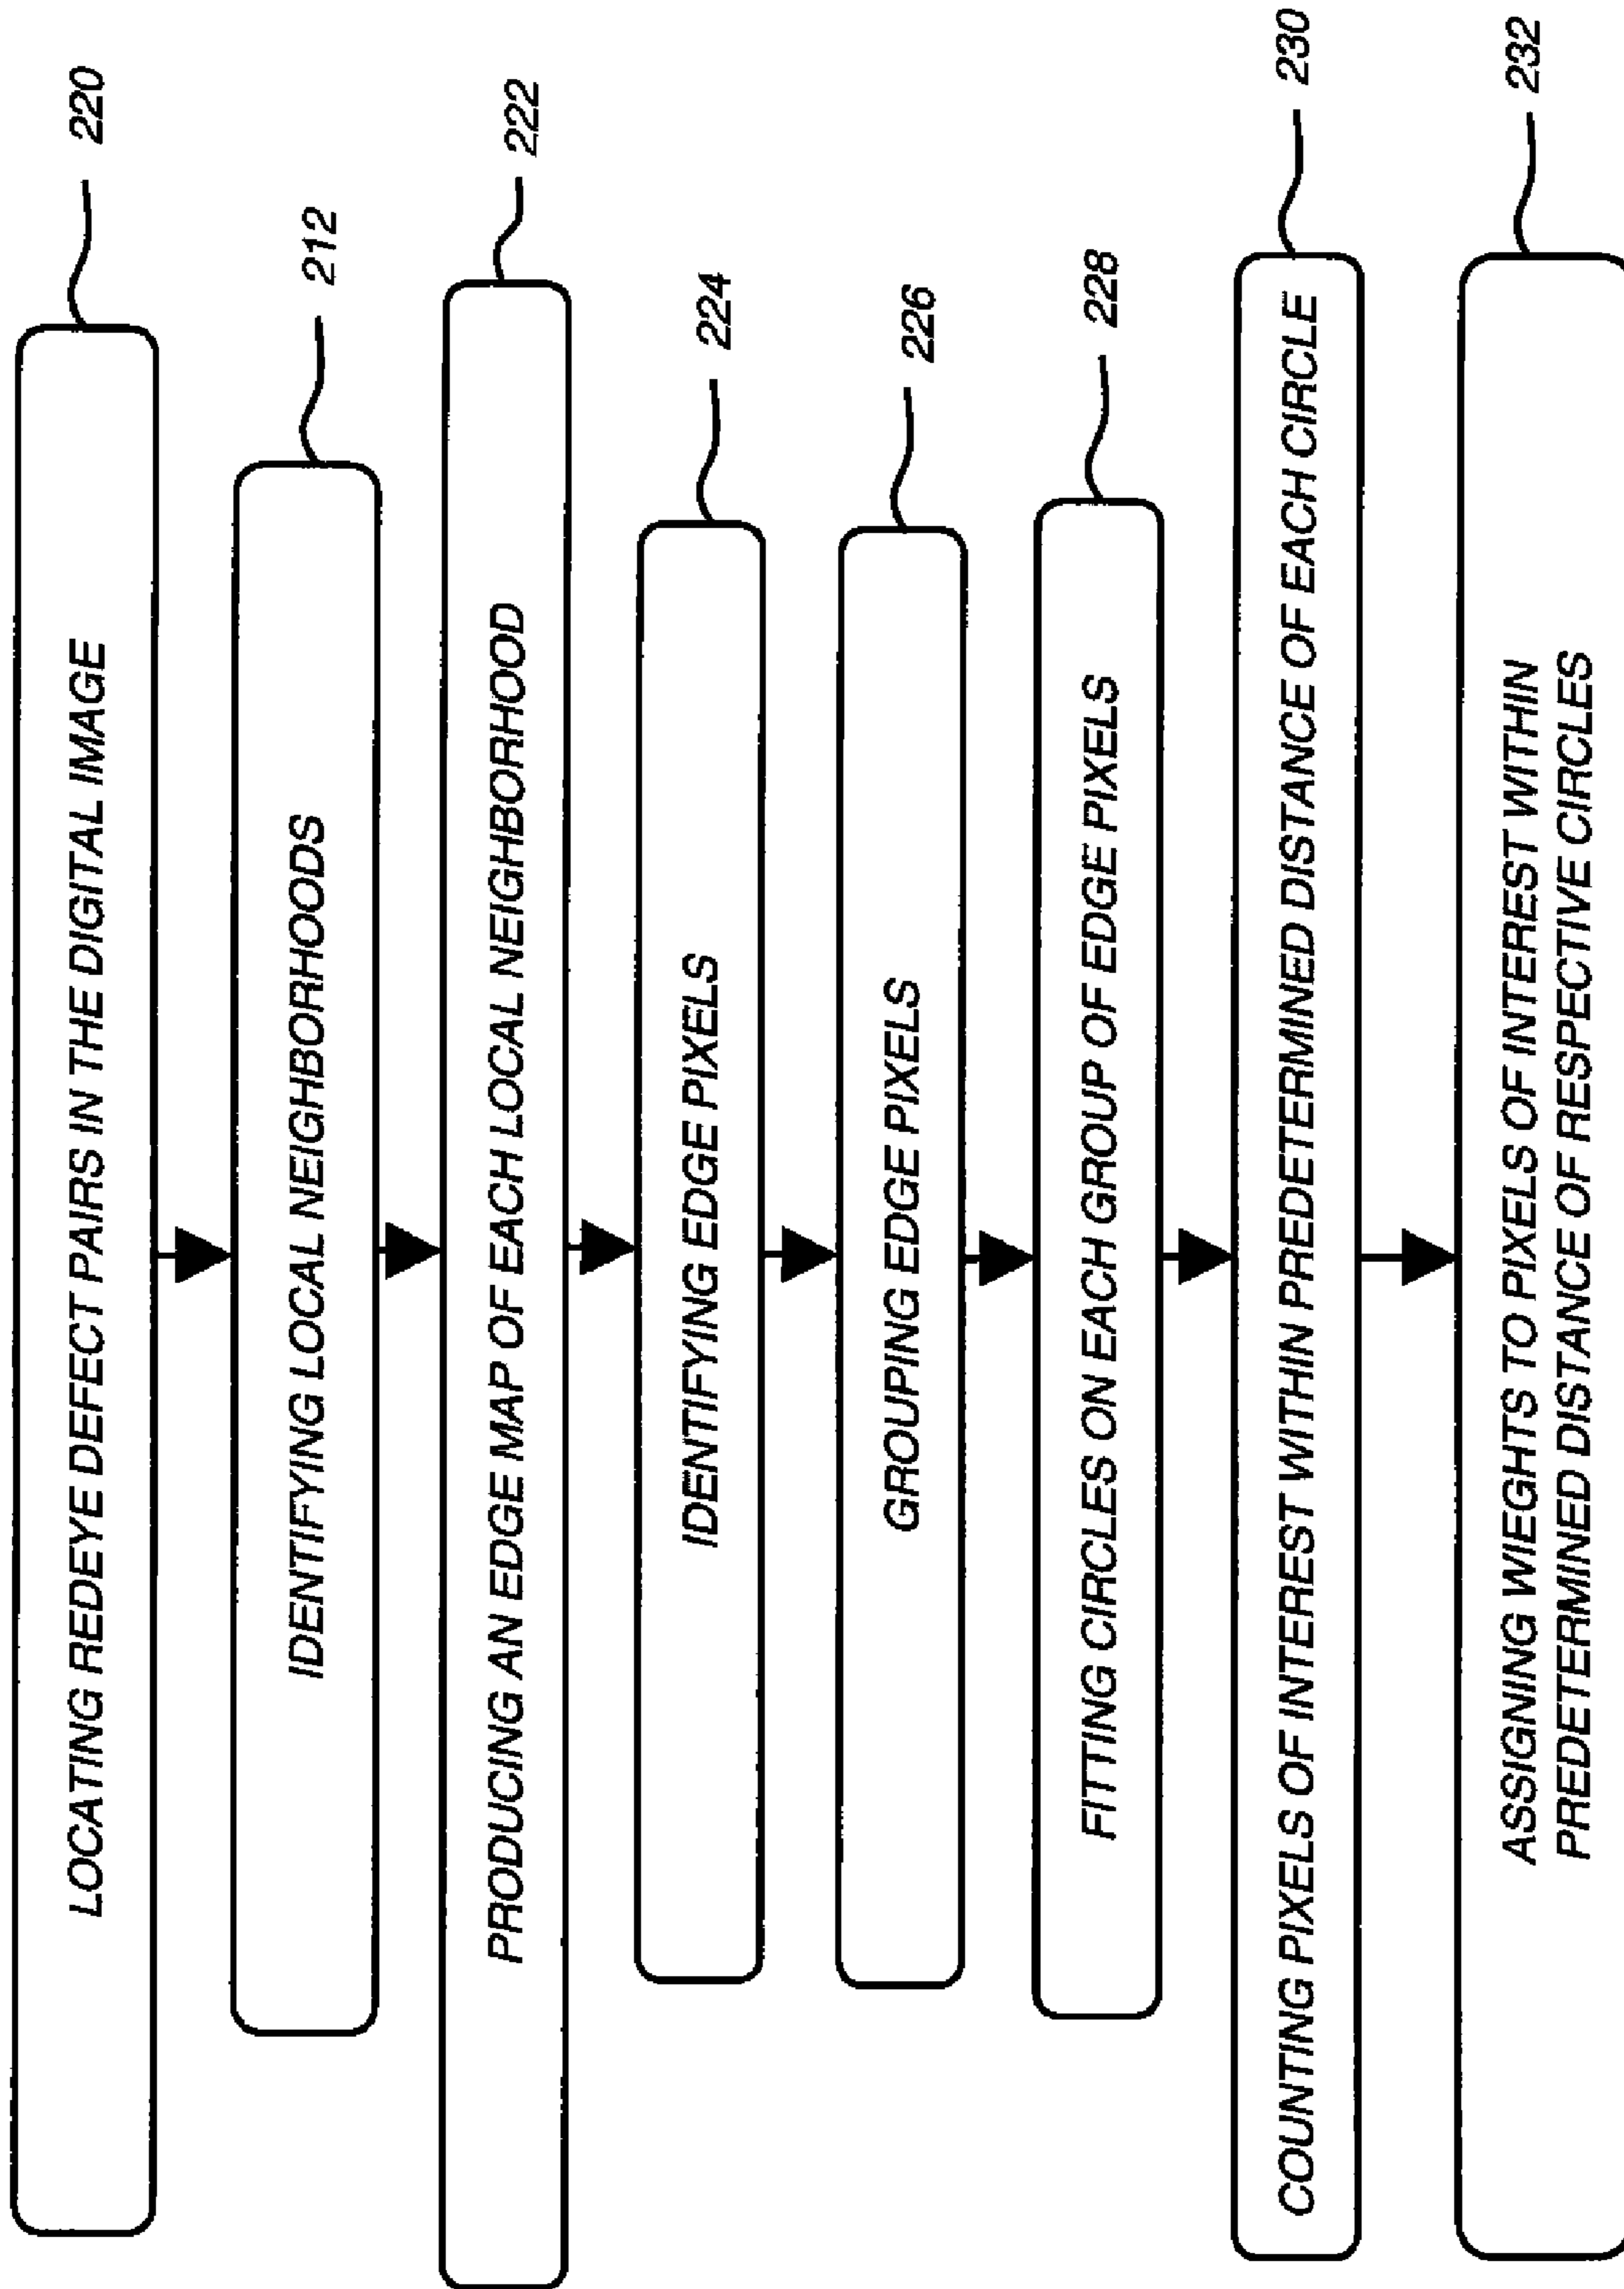 LOCATING REDEYE DEFECT PAIRS IN THE DIGITAL IMAGE
220
IDENTIFYING LOCAL NEIGHBORHOODS
212
PRODUCING AN EDGE MAP OF EACH LOCAL NEIGHBORHOOD
222
IDENTIFYING EDGE PIXELS
224
GROUPING EDGE PIXELS
226
FITTING CIRCLES ON EACH GROUP OF EDGE PIXELS
228
COUNTING PIXELS OF INTEREST WITHIN PREDETERMINED DISTANCE OF EACH CIRCLE
230
ASSIGNING WIEGHTS TO PIXELS OF INTEREST WITHIN
PREDETERMINED DISTANCE OF RESPECTIVE CIRCLES
232